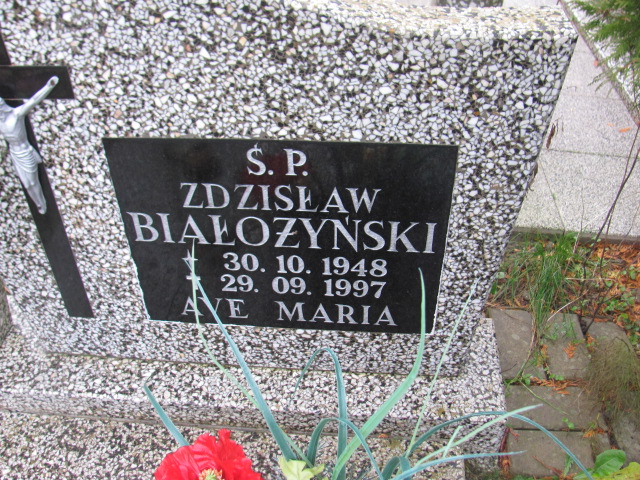 Ś. P.
ZDZISŁAW
BIAŁOŻYŃSKI
30. 10. 1948
29. 09. 1997
AVE MARIA